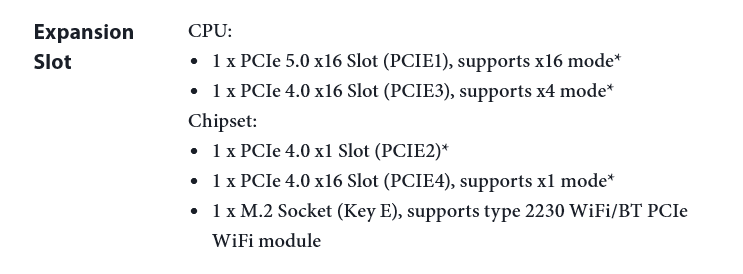 Expansion Slot
CPU:
• 1 x PCIe 5.0 x16 Slot (PCIE1), supports x16 mode*
• 1 x PCIe 4.0 x16 Slot (PCIE3), supports x4 mode*
Chipset:
• 1 x PCIe 4.0 x1 Slot (PCIE2)*
• 1 x PCIe 4.0 x16 Slot (PCIE4), supports x1 mode*
• 1 x M.2 Socket (Key E), supports type 2230 WiFi/BT PCIe
WiFi module